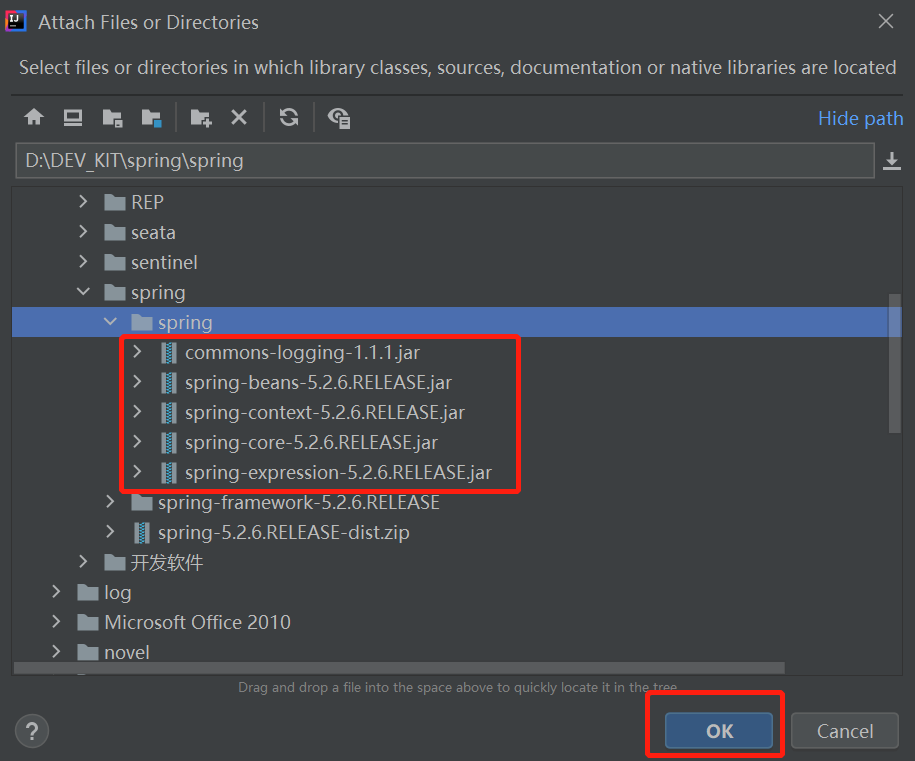 Attach Files or Directories
Select files or directories in which library classes, sources, documentation or native libraries are located
Hide path
D:\DEV_KIT\spring\spring
REP
seata
sentinel
spring
spring
commons-logging-1.1.1.jar
spring-beans-5.2.6.RELEASE.jar
spring-context-5.2.6.RELEASE.jar
spring-core-5.2.6.RELEASE.jar
spring-expression-5.2.6.RELEASE.jar
spring-framework-5.2.6.RELEASE
spring-5.2.6.RELEASE-dist.zip
开发软件
log
Microsoft Office 2010
novel
Drag and drop a file into the space above to quickly locate it in the tree
? OK Cancel